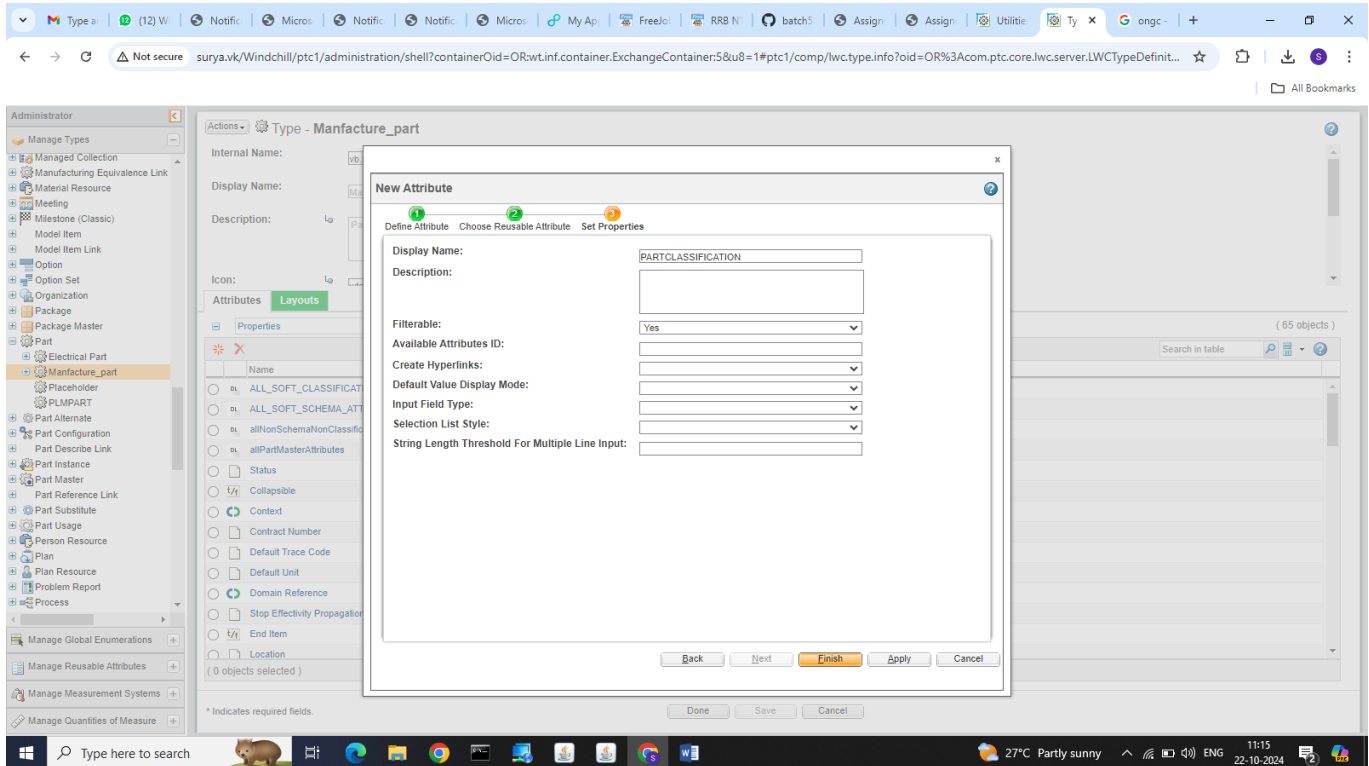 Type a
(12) W
Notific
Micros
Notific
Notific
Micros
My Ap
FreeJoi
RRB N
batch5
Assign
Assign
Utilitie
Ty
ongc -
Not secure surya.vk/Windchill/ptc1/administration/shell?containerOid=OR:wt.inf.container.ExchangeContainer:5&u8=1#ptc1/comp/lwc.type.info?oid=OR%3Acom.ptc.core.lwc.server.LWCTypeDefinit...
S
All Bookmarks
Administrator
Manage Types
Managed Collection
Manufacturing Equivalence Link
Material Resource
Meeting
Milestone (Classic)
Model Item
Model Item Link
Option
Option Set
Organization
Package
Package Master
Part
Electrical Part
Manfacture_part
Placeholder
PLMPART
Part Alternate
Part Configuration
Part Describe Link
Part Instance
Part Master
Part Reference Link
Part Substitute
Part Usage
Person Resource
Plan
Plan Resource
Problem Report
Process
Manage Global Enumerations
Manage Reusable Attributes
Manage Measurement Systems
Manage Quantities of Measure
Actions
Type - Manfacture_part
Internal Name:
vb.
Display Name:
Ma
Description:
Pa
Icon:
Attributes Layouts
Properties
( 65 objects )
Search in table
Name
ALL_SOFT_CLASSIFICATI
ALL_SOFT_SCHEMA_ATT
allNonSchemaNonClassific
allPartMasterAttributes
Status
Collapsible
Context
Contract Number
Default Trace Code
Default Unit
Domain Reference
Stop Effectivity Propagation
End Item
Location
( 0 objects selected )
* Indicates required fields.
Done Save Cancel
x
New Attribute
1 2 3
Define Attribute Choose Reusable Attribute Set Properties
Display Name: PARTCLASSIFICATION
Description:
Filterable: Yes
Available Attributes ID:
Create Hyperlinks:
Default Value Display Mode:
Input Field Type:
Selection List Style:
String Length Threshold For Multiple Line Input:
Back Next Finish Apply Cancel
Type here to search
27°C Partly sunny
ENG
11:15
22-10-2024
2
PRE